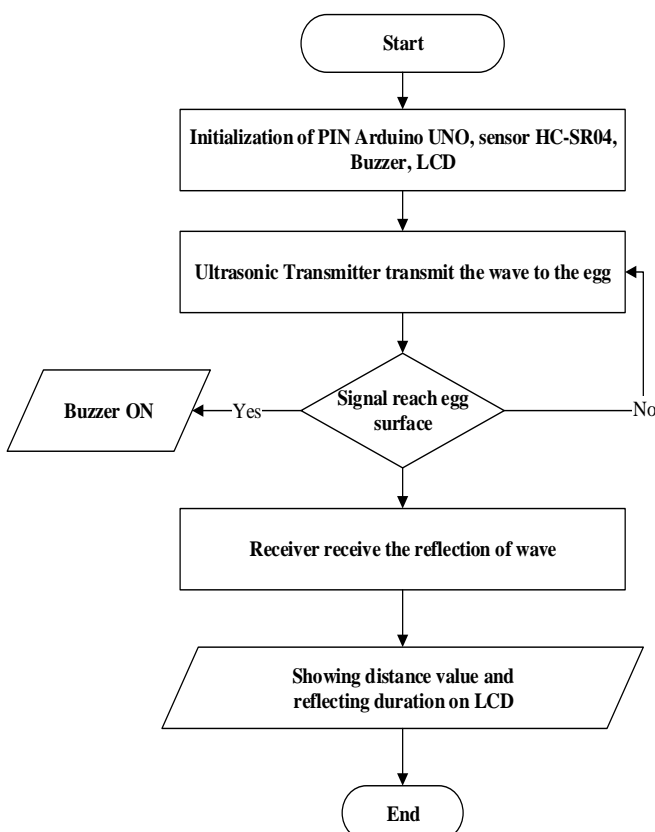 Start
Initialization of PIN Arduino UNO, sensor HC-SR04,
Buzzer, LCD
Ultrasonic Transmitter transmit the wave to the egg
Signal reach egg
surface
Buzzer ON
Yes
No
Receiver receive the reflection of wave
Showing distance value and
reflecting duration on LCD
End